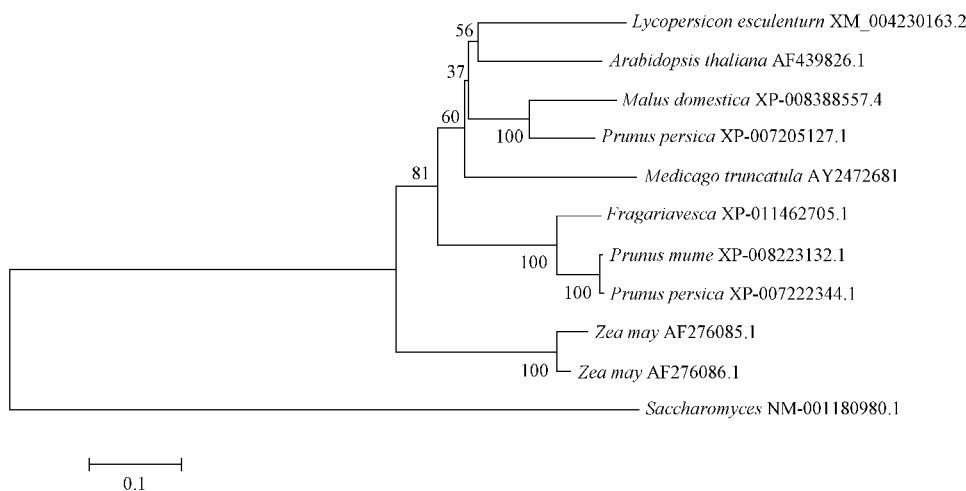 Lycopersicon esculenturn XM_004230163.2
56
Arabidopsis thaliana AF439826.1
37
Malus domestica XP-008388557.4
60
100
Prunus persica XP-007205127.1
81
Medicago truncatula AY2472681
Fragariavesca XP-011462705.1
100
Prunus mume XP-008223132.1
100
Prunus persica XP-007222344.1
Zea may AF276085.1
100
Zea may AF276086.1
Saccharomyces NM-001180980.1
0.1